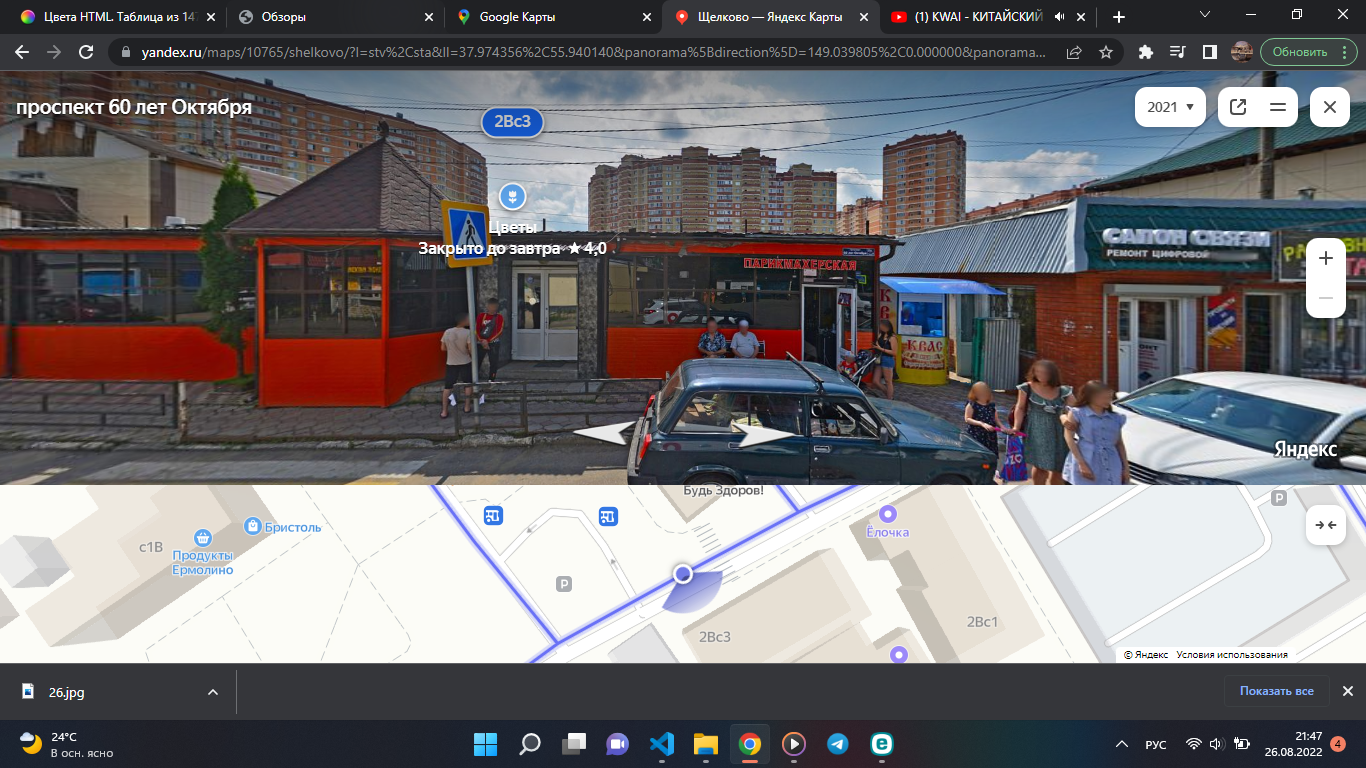 Цвета HTML. Таблица из 14
Обзоры
Google Карты
Щелково — Яндекс Карты
(1) KWAI - КИТАЙСКИЙ
yandex.ru/maps/10765/shelkovo/?l=stv%2Csta&ll=37.974356%2C55.940140&panorama%5Bdirection%5D=149.039805%2C0.000000&panorama...
Обновить
проспект 60 лет Октября
2021
2Вс3
Цветы
Закрыто до завтра ★4,0
САЛОН СВЯЗИ
РЕМОНТ ЦИФРОВОЙ
ПАРИКМАХЕРСКАЯ
КВАС
Яндекс
Будь Здоров!
Бристоль
с1В
Продукты
Ермолино
Р
Р
Ёлочка
2Вс3
2Вс1
© Яндекс Условия использования
26.jpg
Показать все
24°C
В осн. ясно
РУС
21:47
26.08.2022
4